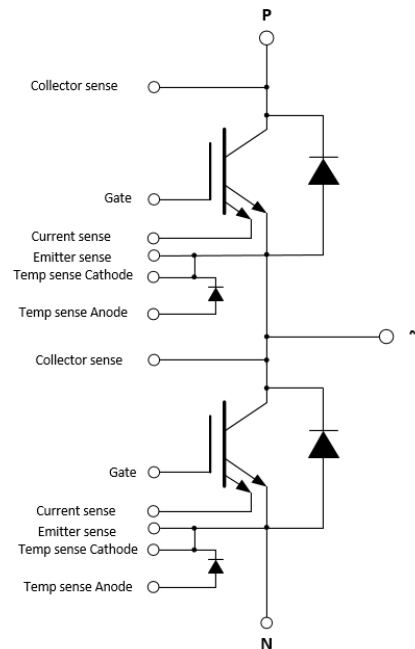 P
Collector sense
Gate
Current sense
Emitter sense
Temp sense Cathode
Temp sense Anode
~
Collector sense
Gate
Current sense
Emitter sense
Temp sense Cathode
Temp sense Anode
N